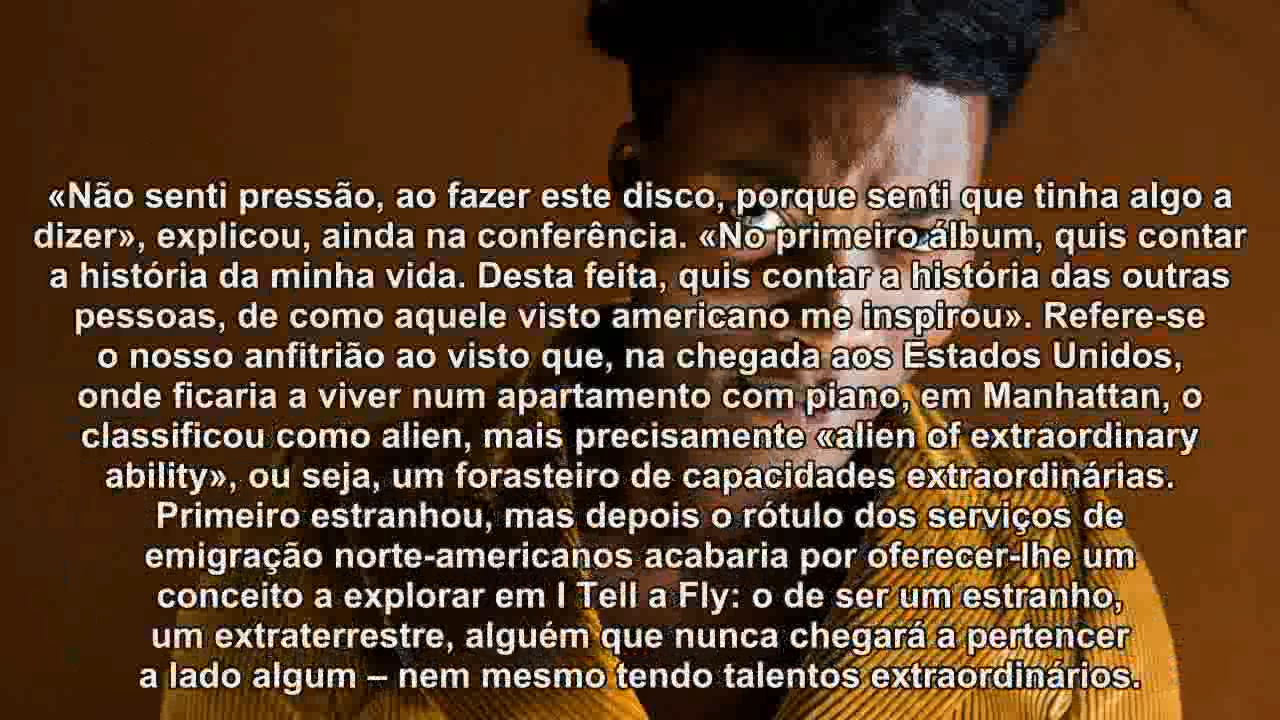 «Não senti pressão, ao fazer este disco, porque senti que tinha algo a
dizer», explicou, ainda na conferência. «No primeiro álbum, quis contar
a história da minha vida. Desta feita, quis contar a história das outras
pessoas, de como aquele visto americano me inspirou». Refere-se
o nosso anfitrião ao visto que, na chegada aos Estados Unidos,
onde ficaria a viver num apartamento com piano, em Manhattan, o
classificou como alien, mais precisamente «alien of extraordinary
ability», ou seja, um forasteiro de capacidades extraordinárias.
Primeiro estranhou, mas depois o rótulo dos serviços de
emigração norte-americanos acabaria por oferecer-lhe um
conceito a explorar em I Tell a Fly: o de ser um estranho,
um extraterrestre, alguém que nunca chegará a pertencer
a lado algum – nem mesmo tendo talentos extraordinários.